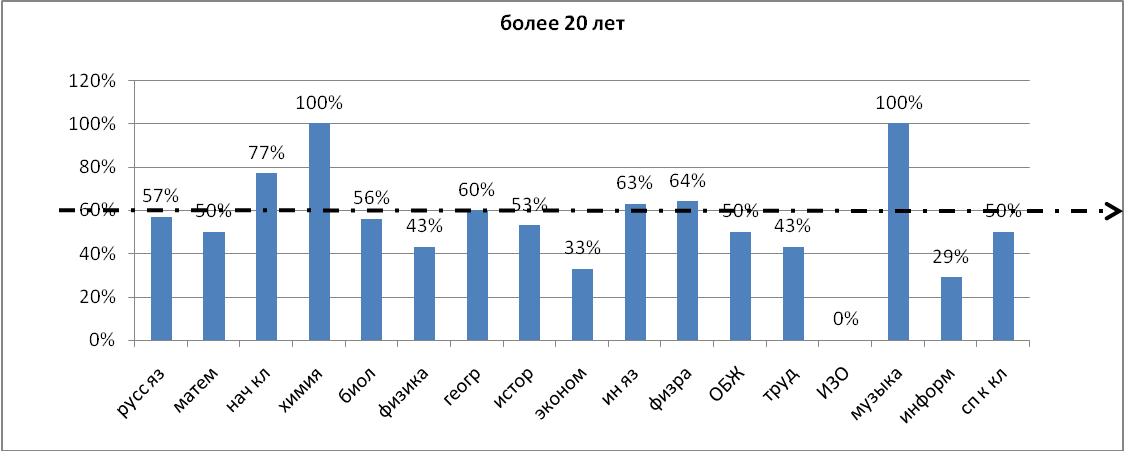 более 20 лет
120%
100%
80%
60%
40%
20%
0%
57%
50%
77%
100%
56%
43%
60%
53%
33%
63%
64%
50%
43%
0%
100%
29%
50%
русс яз
матем
нач кл
химия
биол
физика
геогр
истор
эконом
ин яз
физра
ОБЖ
труд
ИЗО
музыка
информ
сп к кл